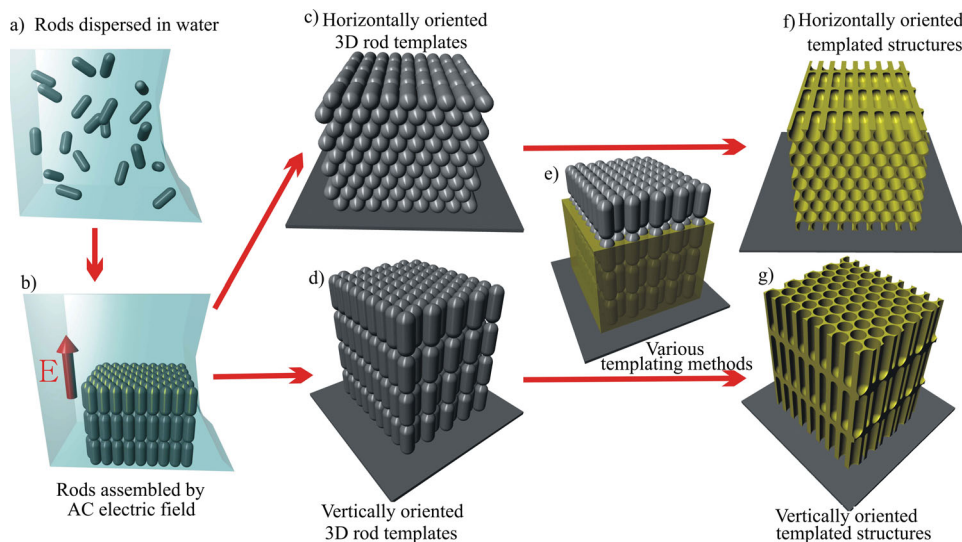 a) Rods dispersed in water
b)
E
Rods assembled by
AC electric field
c) Horizontally oriented
3D rod templates
d)
Vertically oriented
3D rod templates
e)
Various
templating methods
f) Horizontally oriented
templated structures
g)
Vertically oriented
templated structures